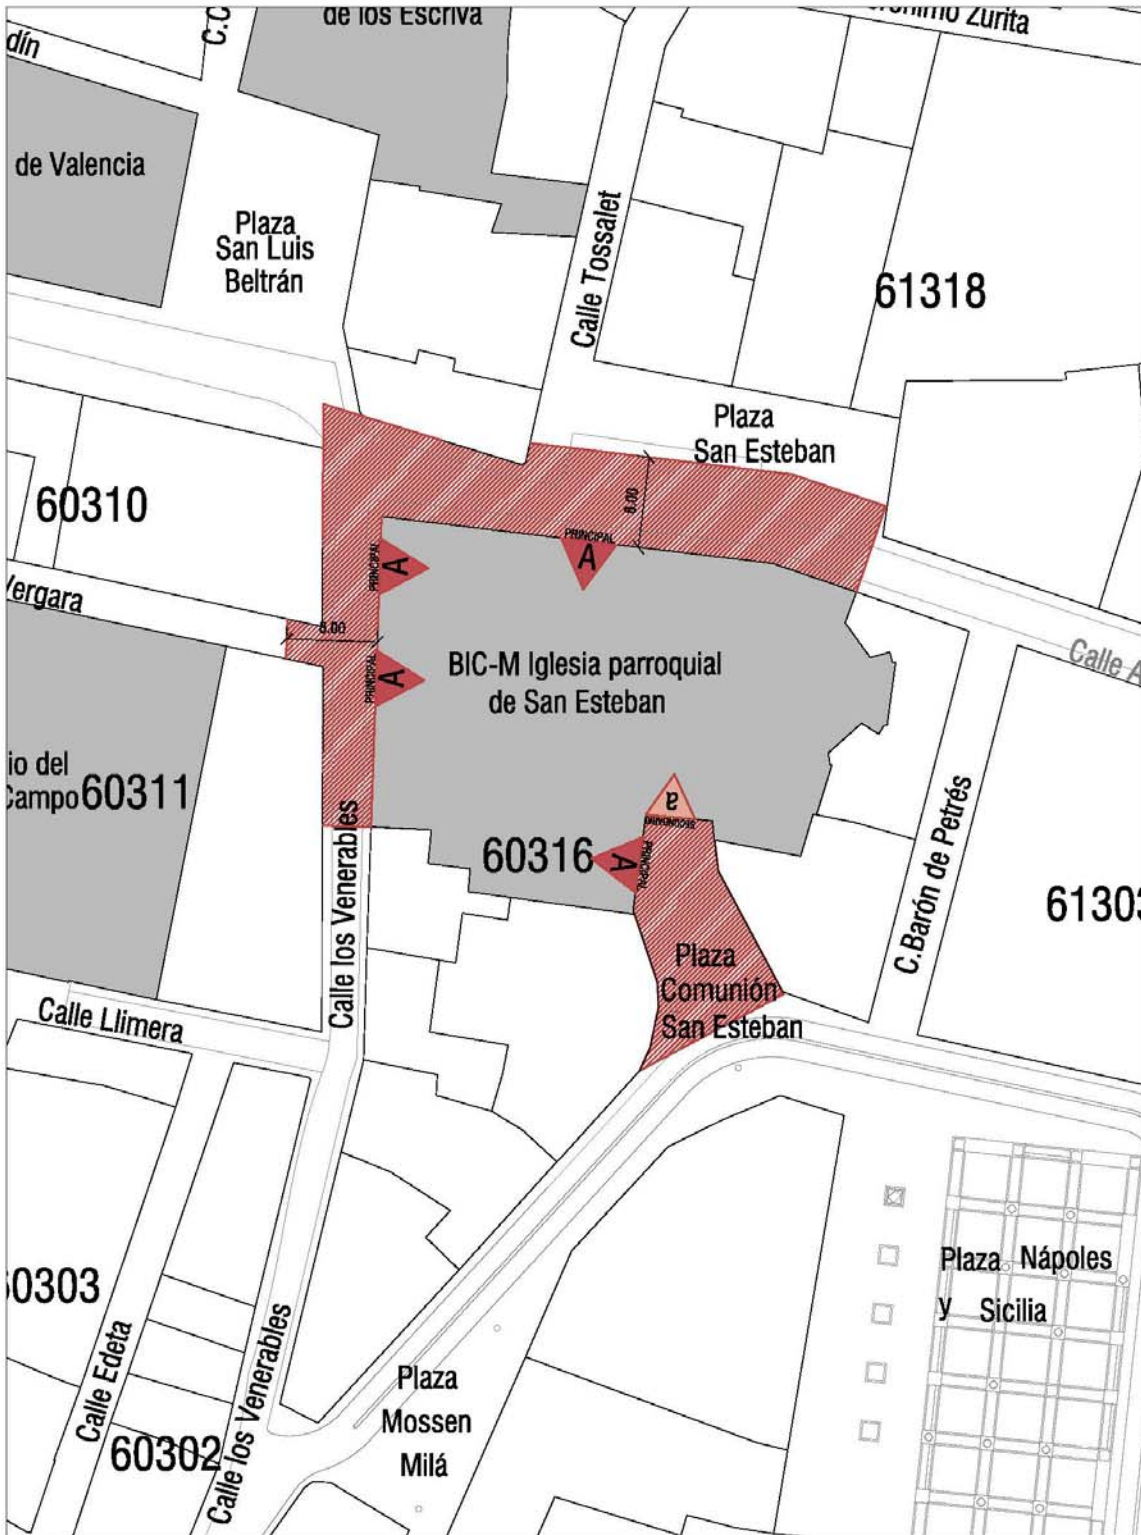 de los Escrivá
Zurita
dín
de Valencia
Plaza
San Luis
Beltrán
Calle Tossalet
61318
Plaza
San Esteban
60310
8.00
PRINCIPAL
A
PRINCIPAL
A
Vergara
8.00
PRINCIPAL
A
BIC-M Iglesia parroquial
de San Esteban
Calle A
io del
Campo
60311
a
SECUNDARIO
60316
PRINCIPAL
A
Calle los Venerables
C.Barón de Petrés
6130
Plaza
Comunión
San Esteban
Calle Llimera
Plaza Nápoles
y Sicilia
0303
Calle Edeta
Calle los Venerables
Plaza
Mossen
Milá
60302